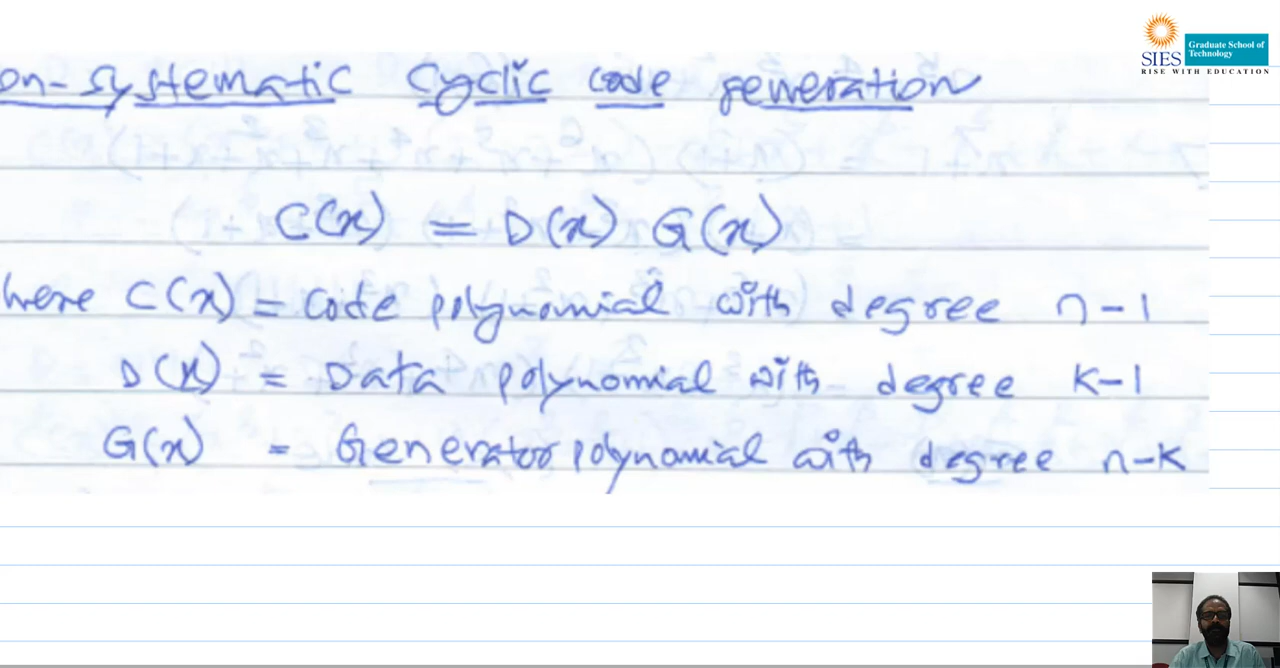 SIES
Graduate School of
Technology
RISE WITH EDUCATION
on-systematic cyclic code generation
C(x) = D(x) G(x)
here C(x) = code polynomial with degree n-1
D(x) = Data polynomial with degree k-1
G(x) = Generator polynomial with degree n-k